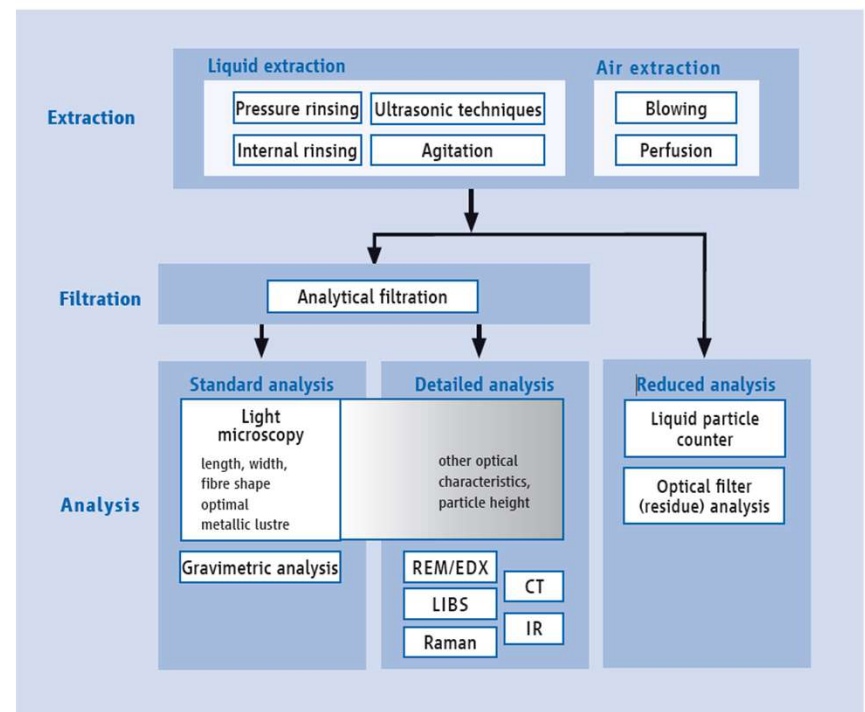 Liquid extraction
Air extraction
Extraction
Pressure rinsing
Ultrasonic techniques
Blowing
Internal rinsing
Agitation
Perfusion
Filtration
Analytical filtration
Standard analysis
Detailed analysis
Reduced analysis
Analysis
Light
microscopy
length, width,
fibre shape
optimal
metallic lustre
other optical
characteristics,
particle height
Liquid particle
counter
Optical filter
(residue) analysis
Gravimetric analysis
REM/EDX
CT
LIBS
IR
Raman